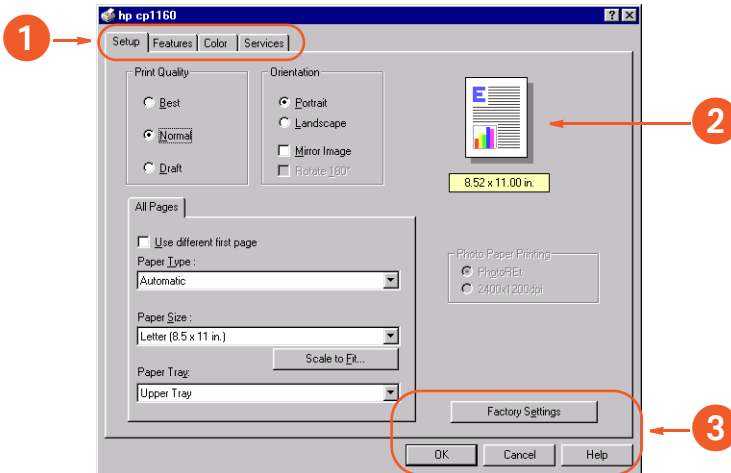 hp cp1160
1
Setup Features Color Services
Print Quality
Best
Normal
Draft
Orientation
Portrait
Landscape
Mirror Image
Rotate 180°
E
2
8.52 x 11.00 in.
All Pages
Use different first page
Paper Type :
Automatic
Paper Size :
Letter (8.5 x 11 in.)
Scale to Fit...
Paper Tray:
Upper Tray
Photo Paper Printing
PhotoREt
2400x1200dpi
Factory Settings
3
OK Cancel Help